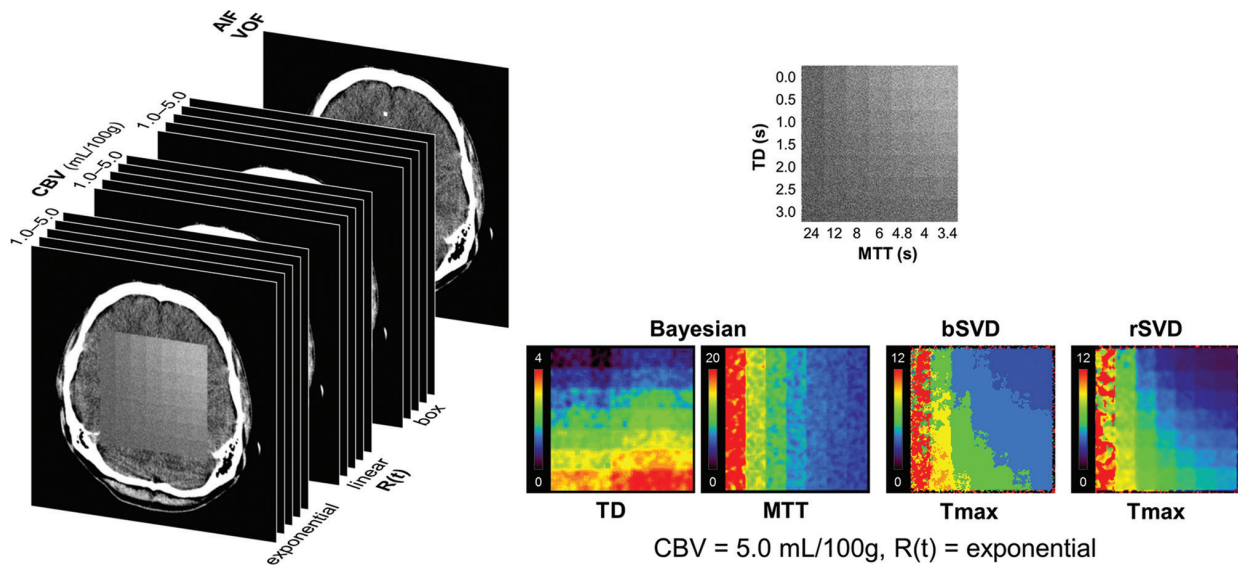 AIF
VOF
CBV (mL/100g)
1.0–5.0
1.0–5.0
1.0–5.0
exponential
linear
box
R(t)
TD (s)
0.0
0.5
1.0
1.5
2.0
2.5
3.0
24 12 8 6 4.8 4 3.4
MTT (s)
Bayesian bSVD rSVD
4 20 12 12
0 0 0 0
TD MTT Tmax Tmax
CBV = 5.0 mL/100g, R(t) = exponential